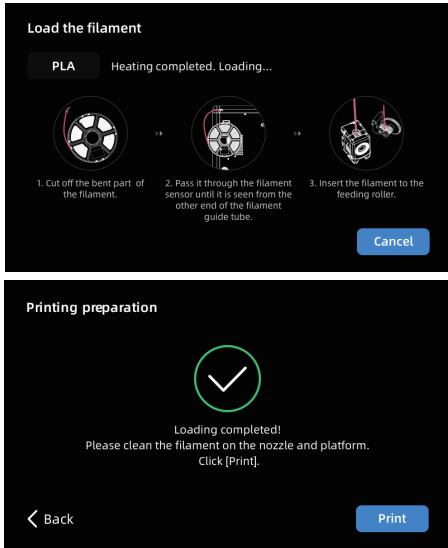 Load the filament
PLA
Heating completed. Loading...
1. Cut off the bent part of
the filament.
2. Pass it through the filament
sensor until it is seen from the
other end of the filament
guide tube.
3. Insert the filament to the
feeding roller.
Cancel
Printing preparation
Loading completed!
Please clean the filament on the nozzle and platform.
Click [Print].
Back
Print